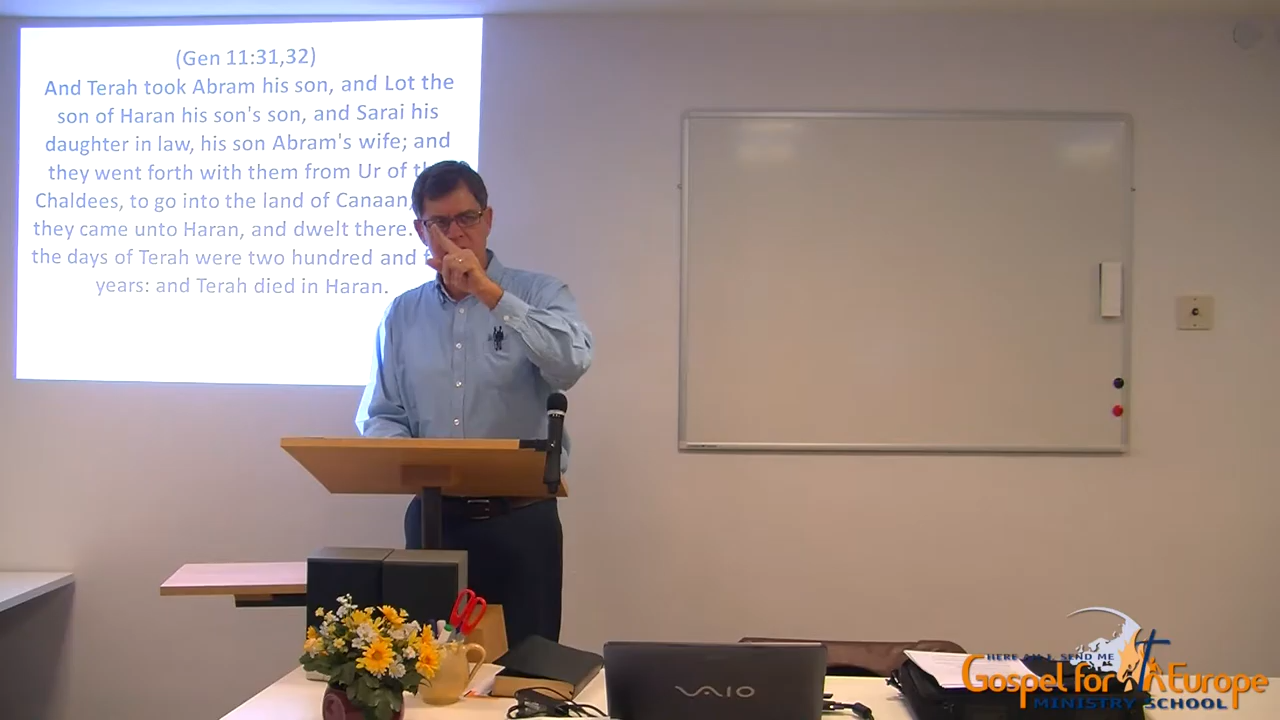 (Gen 11:31,32)
And Terah took Abram his son, and Lot the
son of Haran his son's son, and Sarai his
daughter in law, his son Abram's wife; and
they went forth with them from Ur of the
Chaldees, to go into the land of Canaan,
they came unto Haran, and dwelt there.
the days of Terah were two hundred and
years: and Terah died in Haran.
VAIO
HERE AM I, SEND ME
Gospel for Europe
MINISTRY SCHOOL